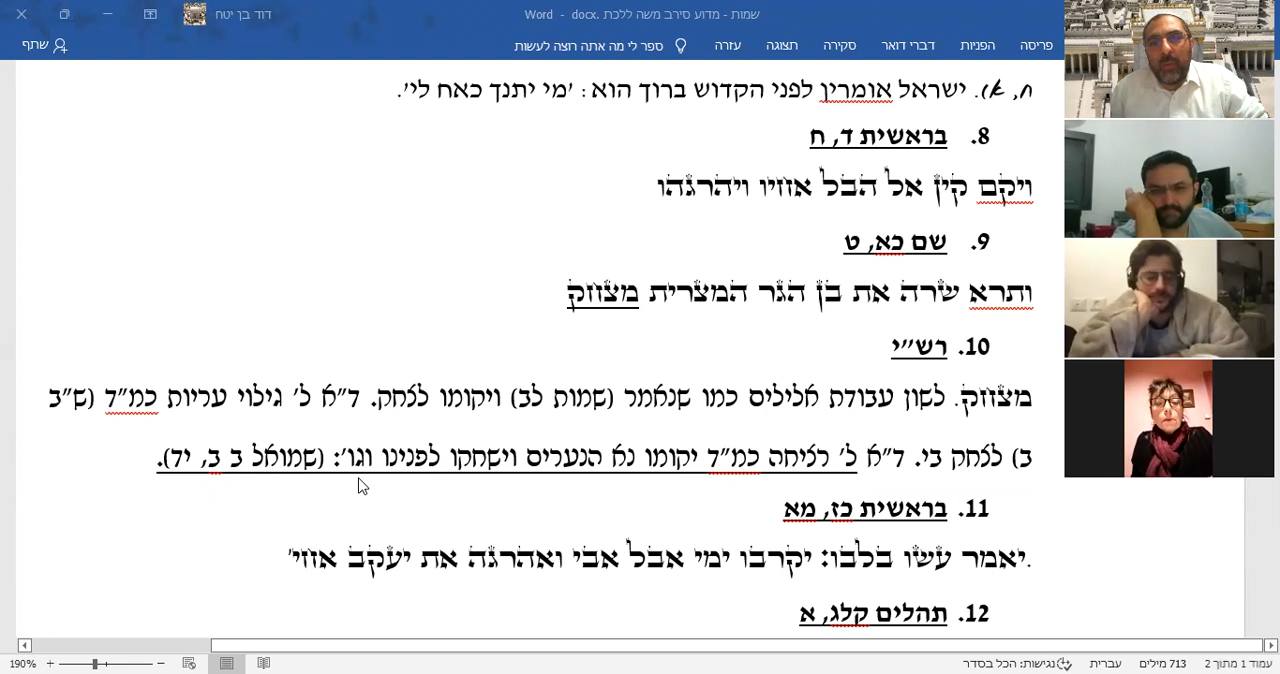 שמות - מדוע סירב משה ללכת .docx - Word
דוד בן יטח
פריסה הפניות דברי דואר סקירה תצוגה עזרה ספר לי מה אתה רוצה לעשות שתף
ח, א). ישראל אומרין לפני הקדוש ברוך הוא: 'מי יתנך כאח לי'.
8. בראשית ד, ח
ויקם קין אל הבל אחיו ויהרגהו
9. שם כא, ט
ותרא שרה את בן הגר המצרית מצחק
10. רש"י
מצחק. לשון עבודת אלילים כמו שנאמר (שמות לב) ויקומו לצחק. ד"א ל' גילוי עריות כמ"ד (ש"ב
ב) לצחק בי. ד"א ל' רציחה כמ"ד יקומו נא הנערים וישחקו לפנינו וגו': (שמואל ב ב, יד).
11. בראשית כז, מא
.יאמר עשו בלבו: יקרבו ימי אבל אבי ואהרגה את יעקב אחי'
12. תהלים קלג, א
עמוד 1 מתוך 2 713 מילים עברית נגישות: הכל בסדר 190%